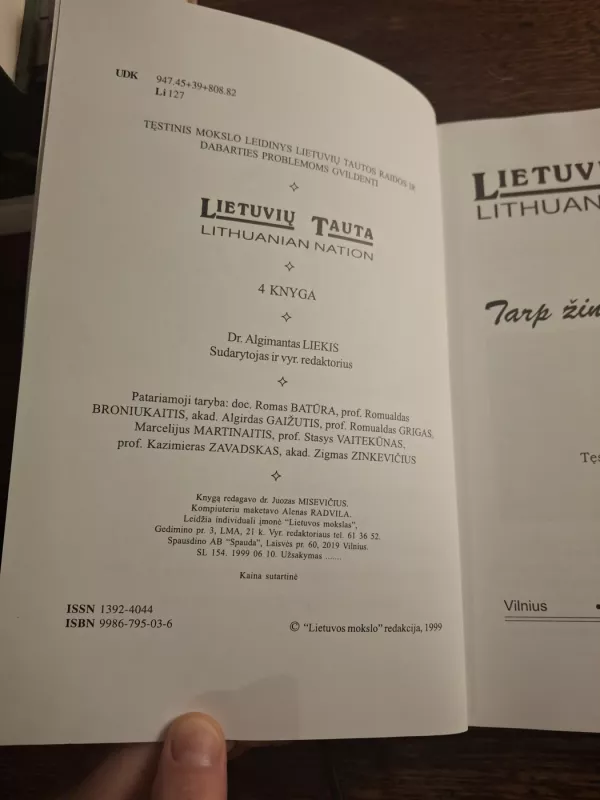 UDK 947.45+39+808.82
Li 127
TĘSTINIS MOKSLO LEIDINYS LIETUVIŲ TAUTOS RAIDOS IR
DABARTIES PROBLEMOMS GVILDENTI
LIETUVIŲ TAUTA
LITHUANIAN NATION
4 KNYGA
Dr. Algimantas LIEKIS
Sudarytojas ir vyr. redaktorius
Patariamoji taryba: doc. Romas BATŪRA, prof. Romualdas
BRONIUKAITIS, akad. Algirdas GAIŽUTIS, prof. Romualdas GRIGAS,
Marcelijus MARTINAITIS, prof. Stasys VAITEKŪNAS,
prof. Kazimieras ZAVADSKAS, akad. Zigmas ZINKEVIČIUS
Knygą redagavo dr. Juozas MISEVIČIUS.
Kompiuteriu maketavo Alenas RADVILA.
Leidžia individuali įmonė "Lietuvos mokslas",
Gedimino pr. 3, LMA, 21 k. Vyr. redaktoriaus tel. 61 36 52.
Spausdino AB "Spauda", Laisvės pr. 60, 2019 Vilnius.
SL 154. 1999 06 10. Užsakymas ......
Kaina sutartinė
ISSN 1392-4044
ISBN 9986-795-03-6
© "Lietuvos mokslo" redakcija, 1999
LIETUVI
LITHUAN
Tarp žin
Tęs
Vilnius •